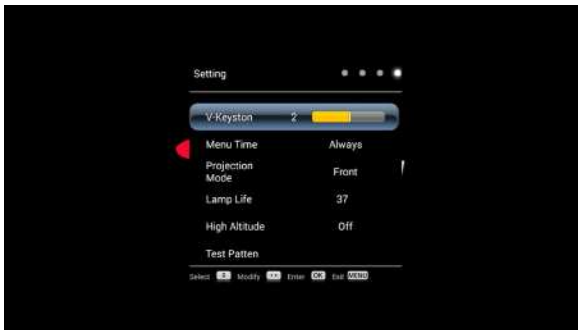 Setting
V-Keyston 2
Menu Time Always
Projection
Mode Front
Lamp Life 37
High Altitude Off
Test Patten
Select Modify Enter OK Exit MENU